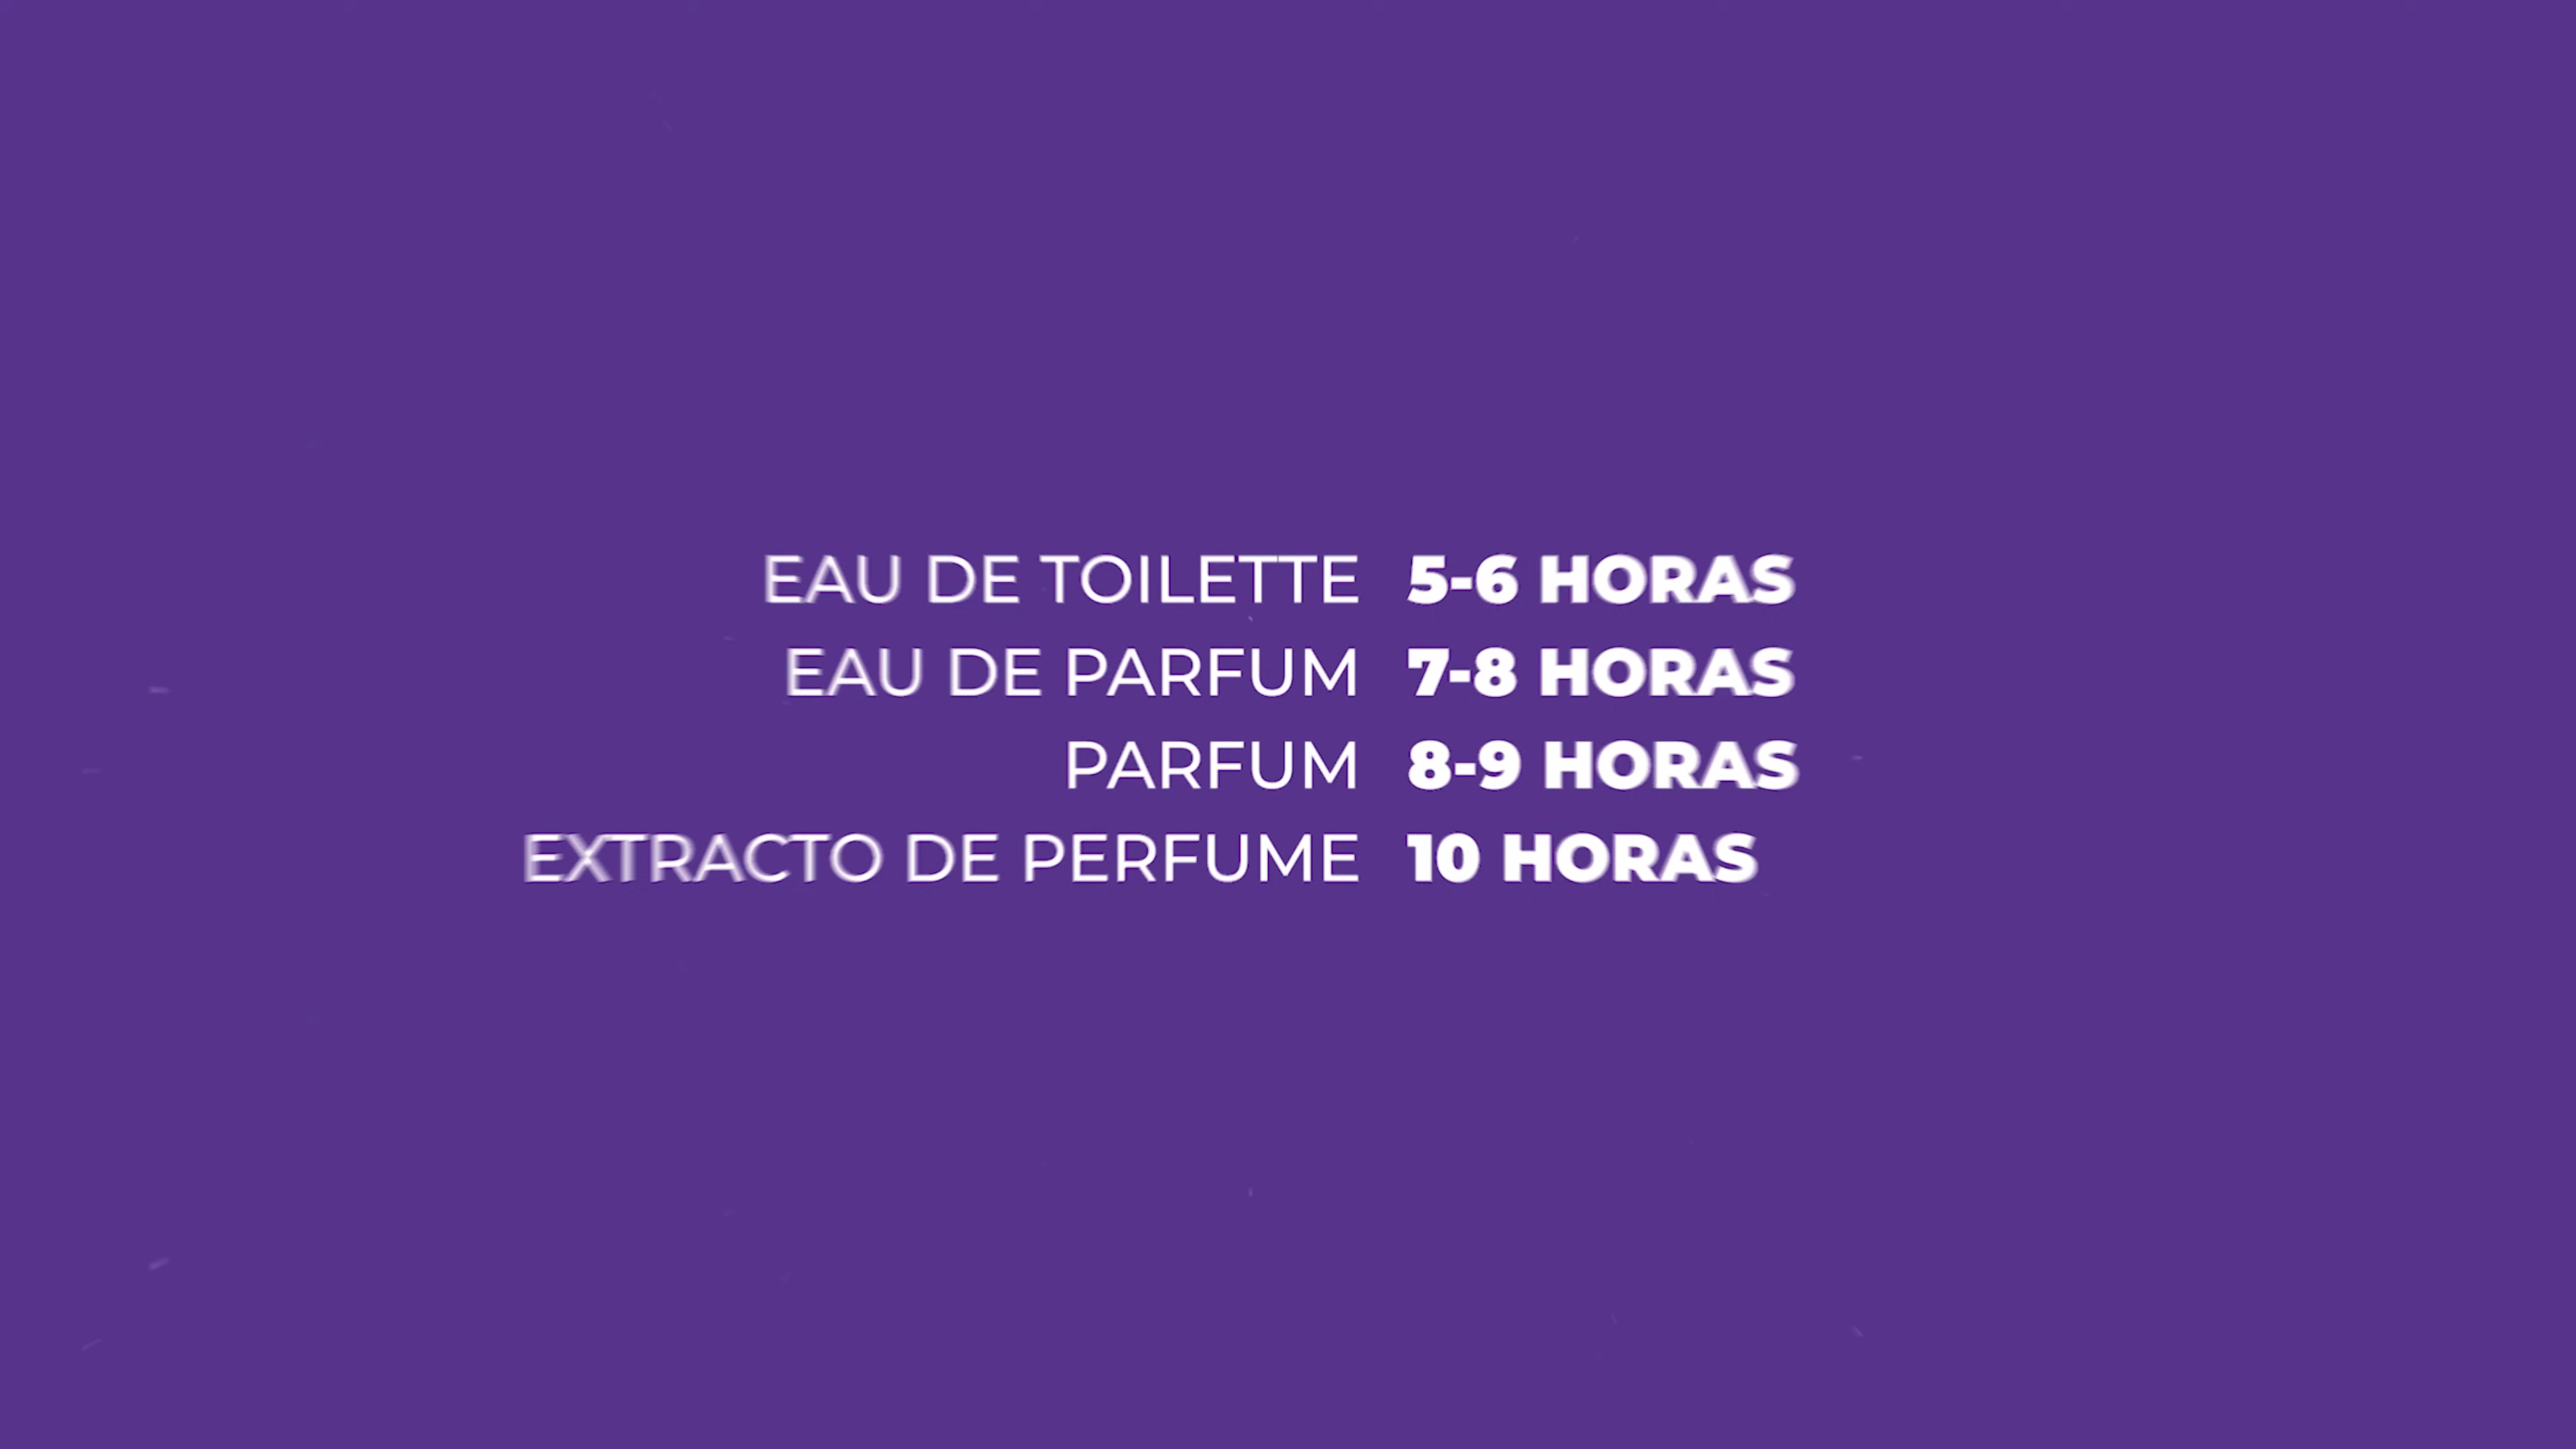 EAU DE TOILETTE 5-6 HORAS
EAU DE PARFUM 7-8 HORAS
PARFUM 8-9 HORAS
EXTRACTO DE PERFUME 10 HORAS